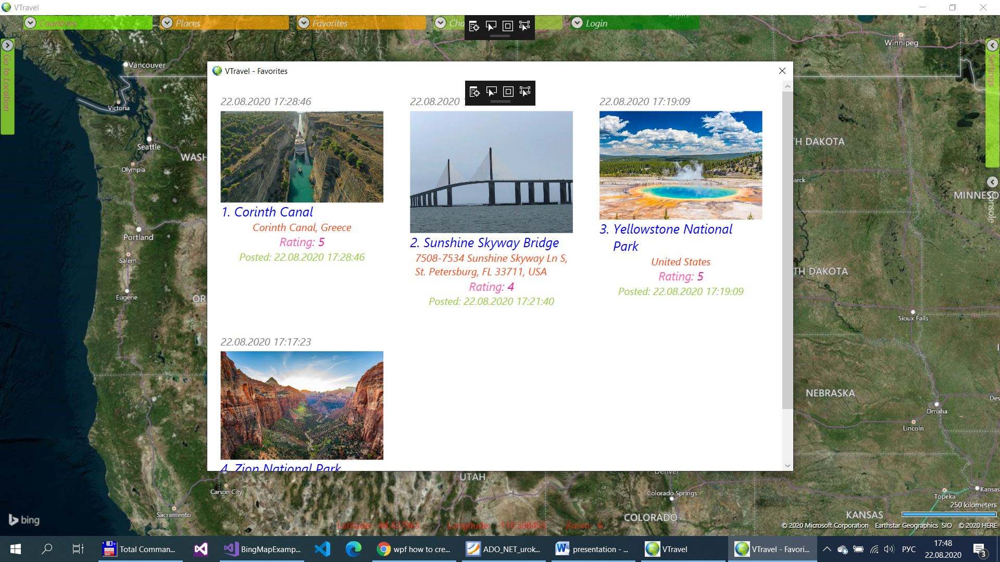 VTravel
Countries
Places
Favorites
Cha
Login
Go to Location
Settings
Console
Vancouver
Victoria
Seattle
WASH
Olympia
Portland
Salem
Eugene
OR
Carson City
Sacramento
Regina
Winnipeg
TH DAKOTA
arck
MINNESO
TH DAKOTA
Sioux Falls
NEBRASKA
Omaha
Des
Lincoln
UTAH
Denver
Colorado Springs
COLORADO
Topeka
Kansas
KANSAS
250 kilometers
VTravel - Favorites
22.08.2020 17:28:46
1. Corinth Canal
Corinth Canal, Greece
Rating: 5
Posted: 22.08.2020 17:28:46
22.08.2020
2. Sunshine Skyway Bridge
7508-7534 Sunshine Skyway Ln S,
St. Petersburg, FL 33711, USA
Rating: 4
Posted: 22.08.2020 17:21:40
22.08.2020 17:19:09
3. Yellowstone National
Park
United States
Rating: 5
Posted: 22.08.2020 17:19:09
22.08.2020 17:17:23
4. Zion National Park
bing
Latitude: 44.427963 Longitude: -110.588455 Zoom: 6
© 2020 Microsoft Corporation Earthstar Geographics SIO © 2020 HERE
Total Comman...
BingMapExamp...
wpf how to cre...
ADO_NET_urok...
presentation - ...
VTravel
VTravel - Favori...
РУС
17:48
22.08.2020
3